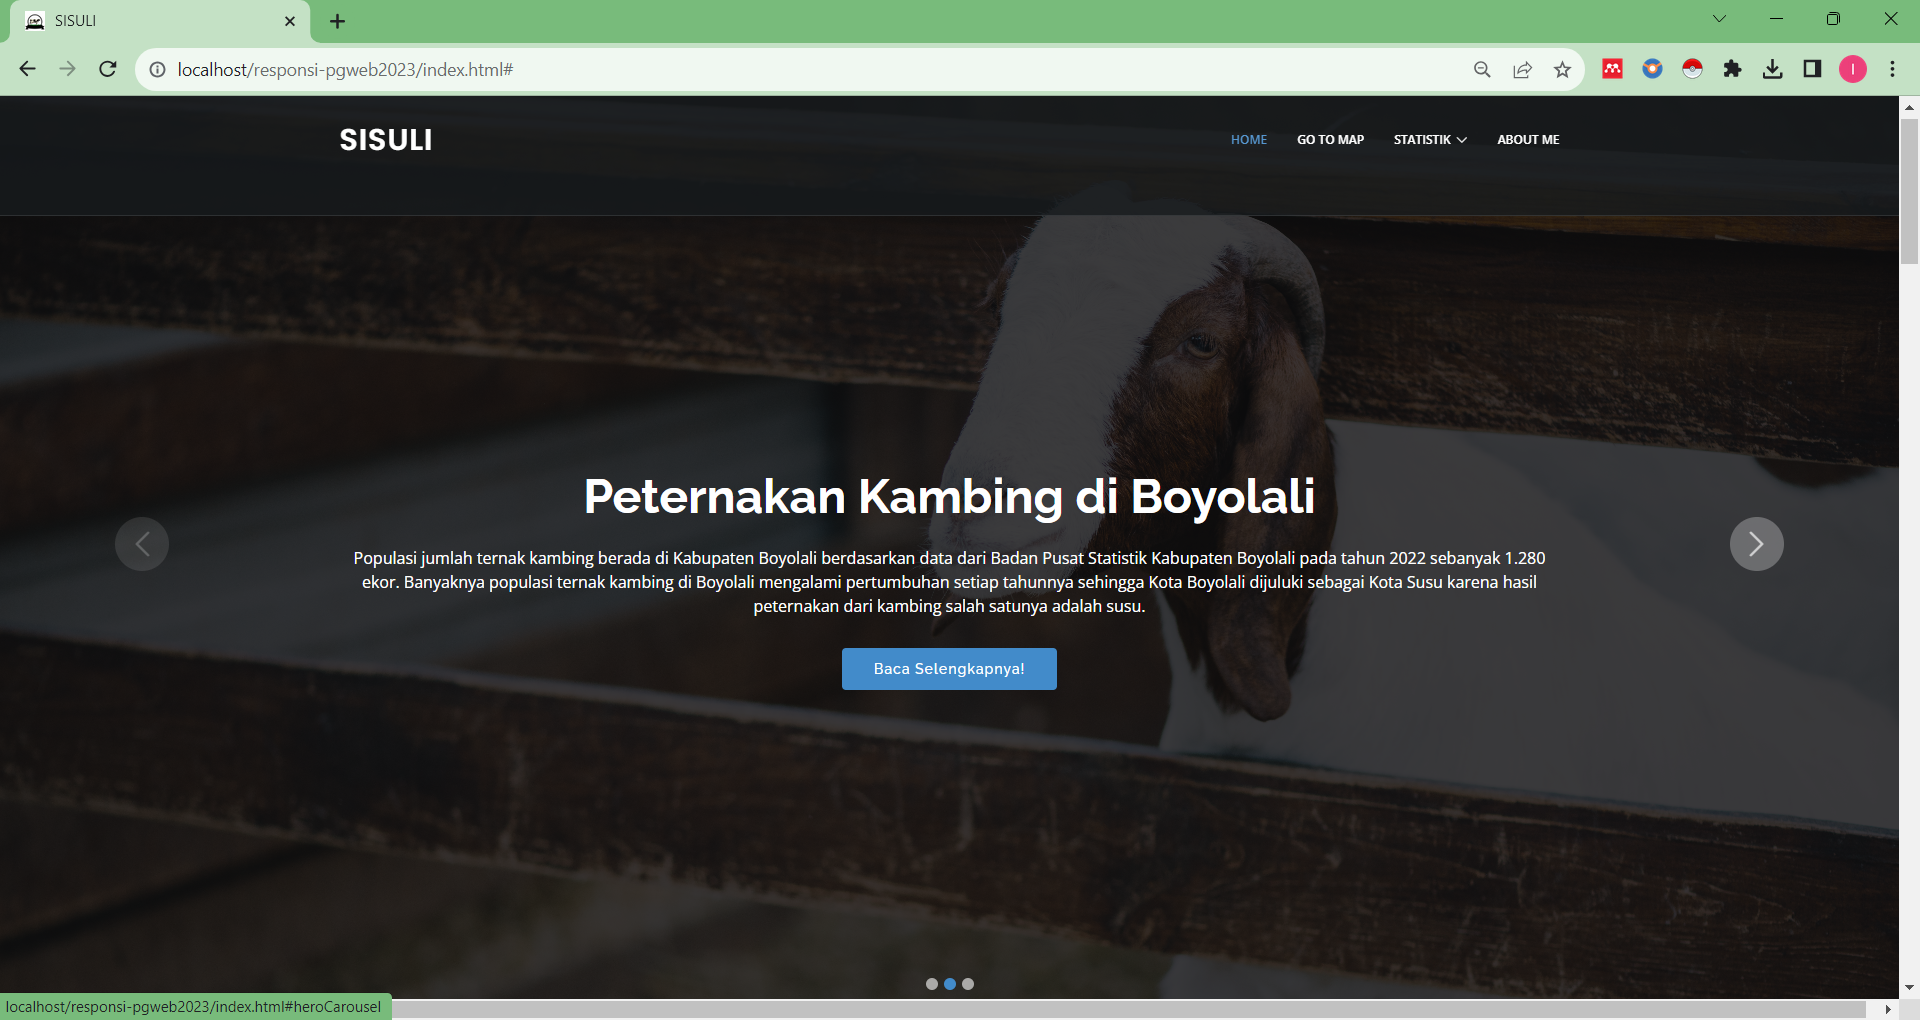 SISULI
localhost/responsi-pgweb2023/index.html#
I
SISULI
HOME
GO TO MAP
STATISTIK
ABOUT ME
Peternakan Kambing di Boyolali
Populasi jumlah ternak kambing berada di Kabupaten Boyolali berdasarkan data dari Badan Pusat Statistik Kabupaten Boyolali pada tahun 2022 sebanyak 1.280
ekor. Banyaknya populasi ternak kambing di Boyolali mengalami pertumbuhan setiap tahunnya sehingga Kota Boyolali dijuluki sebagai Kota Susu karena hasil
peternakan dari kambing salah satunya adalah susu.
Baca Selengkapnya!
localhost/responsi-pgweb2023/index.html#heroCarousel